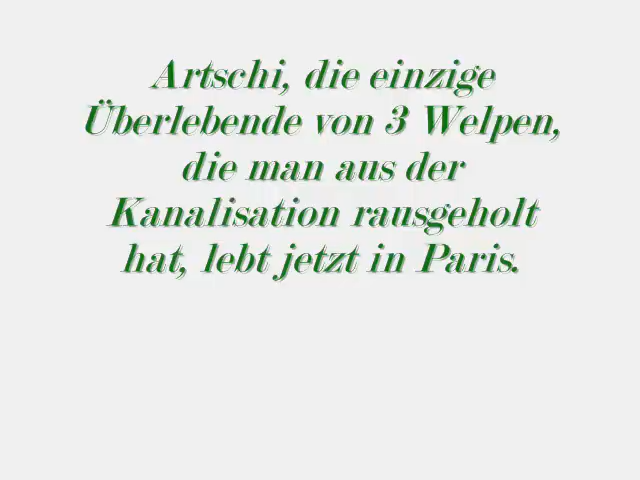 Artschi, die einzige
Überlebende von 3 Welpen,
die man aus der
Kanalisation rausgeholt
hat, lebt jetzt in Paris.